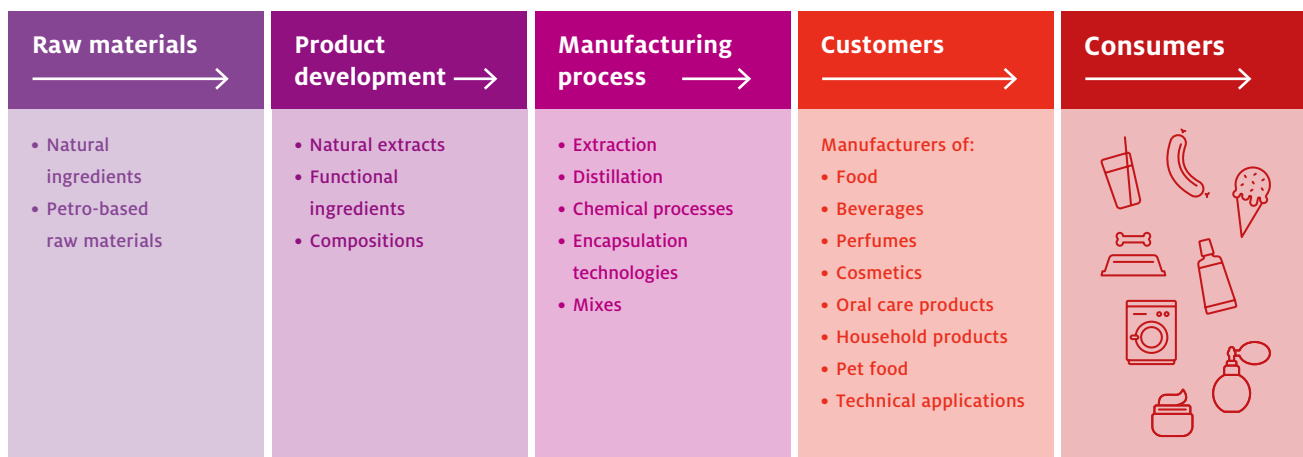 Raw materials
• Natural
ingredients
• Petro-based
raw materials
Product
development
• Natural extracts
• Functional
ingredients
• Compositions
Manufacturing
process
• Extraction
• Distillation
• Chemical processes
• Encapsulation
technologies
• Mixes
Customers
Manufacturers of:
• Food
• Beverages
• Perfumes
• Cosmetics
• Oral care products
• Household products
• Pet food
• Technical applications
Consumers